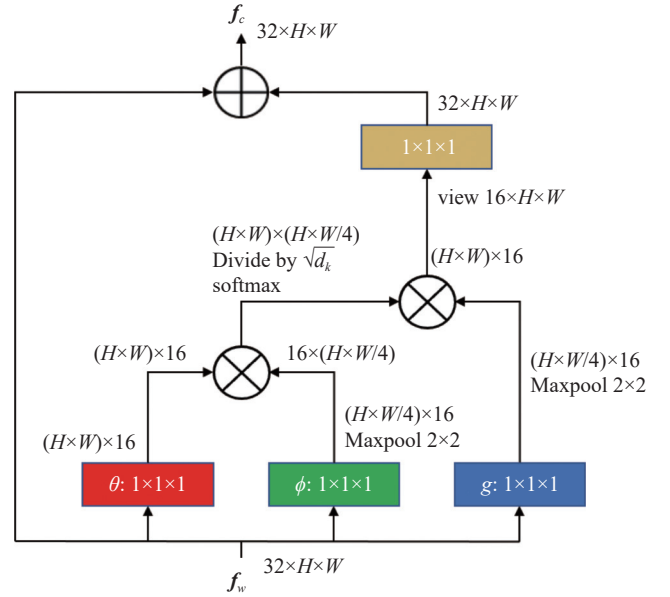 f_c
32×H×W
32×H×W
1×1×1
view 16×H×W
(H×W)×(H×W/4)
Divide by √d_k
softmax
(H×W)×16
(H×W)×16
16×(H×W/4)
(H×W/4)×16
Maxpool 2×2
(H×W/4)×16
Maxpool 2×2
(H×W)×16
θ: 1×1×1
ϕ: 1×1×1
g: 1×1×1
32×H×W
f_w